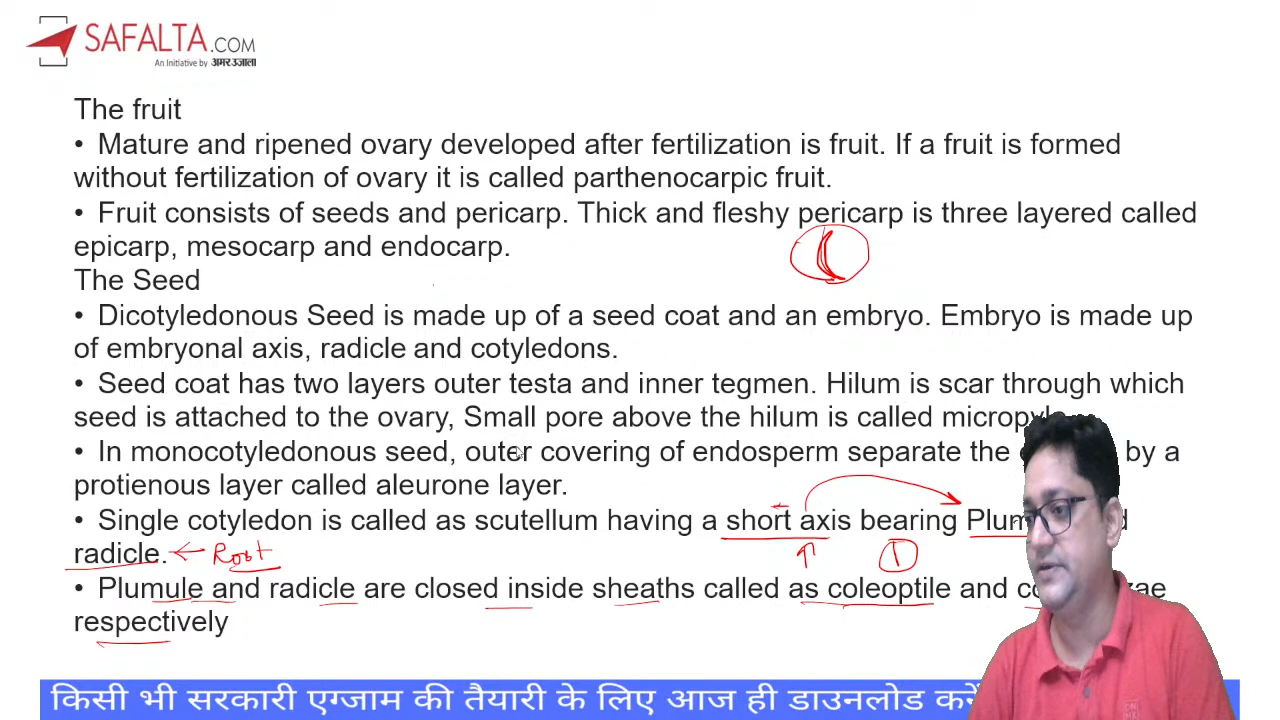 SAFALTA.COM
An Initiative by अमर उजाला
The fruit
• Mature and ripened ovary developed after fertilization is fruit. If a fruit is formed
without fertilization of ovary it is called parthenocarpic fruit.
• Fruit consists of seeds and pericarp. Thick and fleshy pericarp is three layered called
epicarp, mesocarp and endocarp.
The Seed
• Dicotyledonous Seed is made up of a seed coat and an embryo. Embryo is made up
of embryonal axis, radicle and cotyledons.
• Seed coat has two layers outer testa and inner tegmen. Hilum is scar through which
seed is attached to the ovary, Small pore above the hilum is called
• In monocotyledonous seed, outer covering of endosperm separate the by a
protienous layer called aleurone layer.
• Single cotyledon is called as scutellum having a short axis bearing
radicle. ← Root
1
• Plumule and radicle are closed inside sheaths called as coleoptile and
respectively
किसी भी सरकारी एग्जाम की तैयारी के लिए आज ही डाउनलोड करें